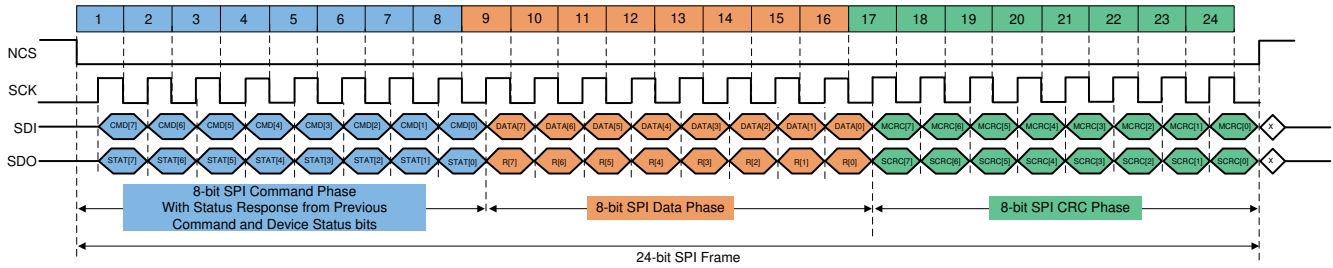 1 2 3 4 5 6 7 8 9 10 11 12 13 14 15 16 17 18 19 20 21 22 23 24
NCS
SCK
SDI CMD[7] CMD[6] CMD[5] CMD[4] CMD[3] CMD[2] CMD[1] CMD[0] DATA[7] DATA[6] DATA[5] DATA[4] DATA[3] DATA[2] DATA[1] DATA[0] MCRC[7] MCRC[6] MCRC[5] MCRC[4] MCRC[3] MCRC[2] MCRC[1] MCRC[0] X
SDO STAT[7] STAT[6] STAT[5] STAT[4] STAT[3] STAT[2] STAT[1] STAT[0] R[7] R[6] R[5] R[4] R[3] R[2] R[1] R[0] SCRC[7] SCRC[6] SCRC[5] SCRC[4] SCRC[3] SCRC[2] SCRC[1] SCRC[0] X
8-bit SPI Command Phase
With Status Response from Previous
Command and Device Status bits
8-bit SPI Data Phase
8-bit SPI CRC Phase
24-bit SPI Frame